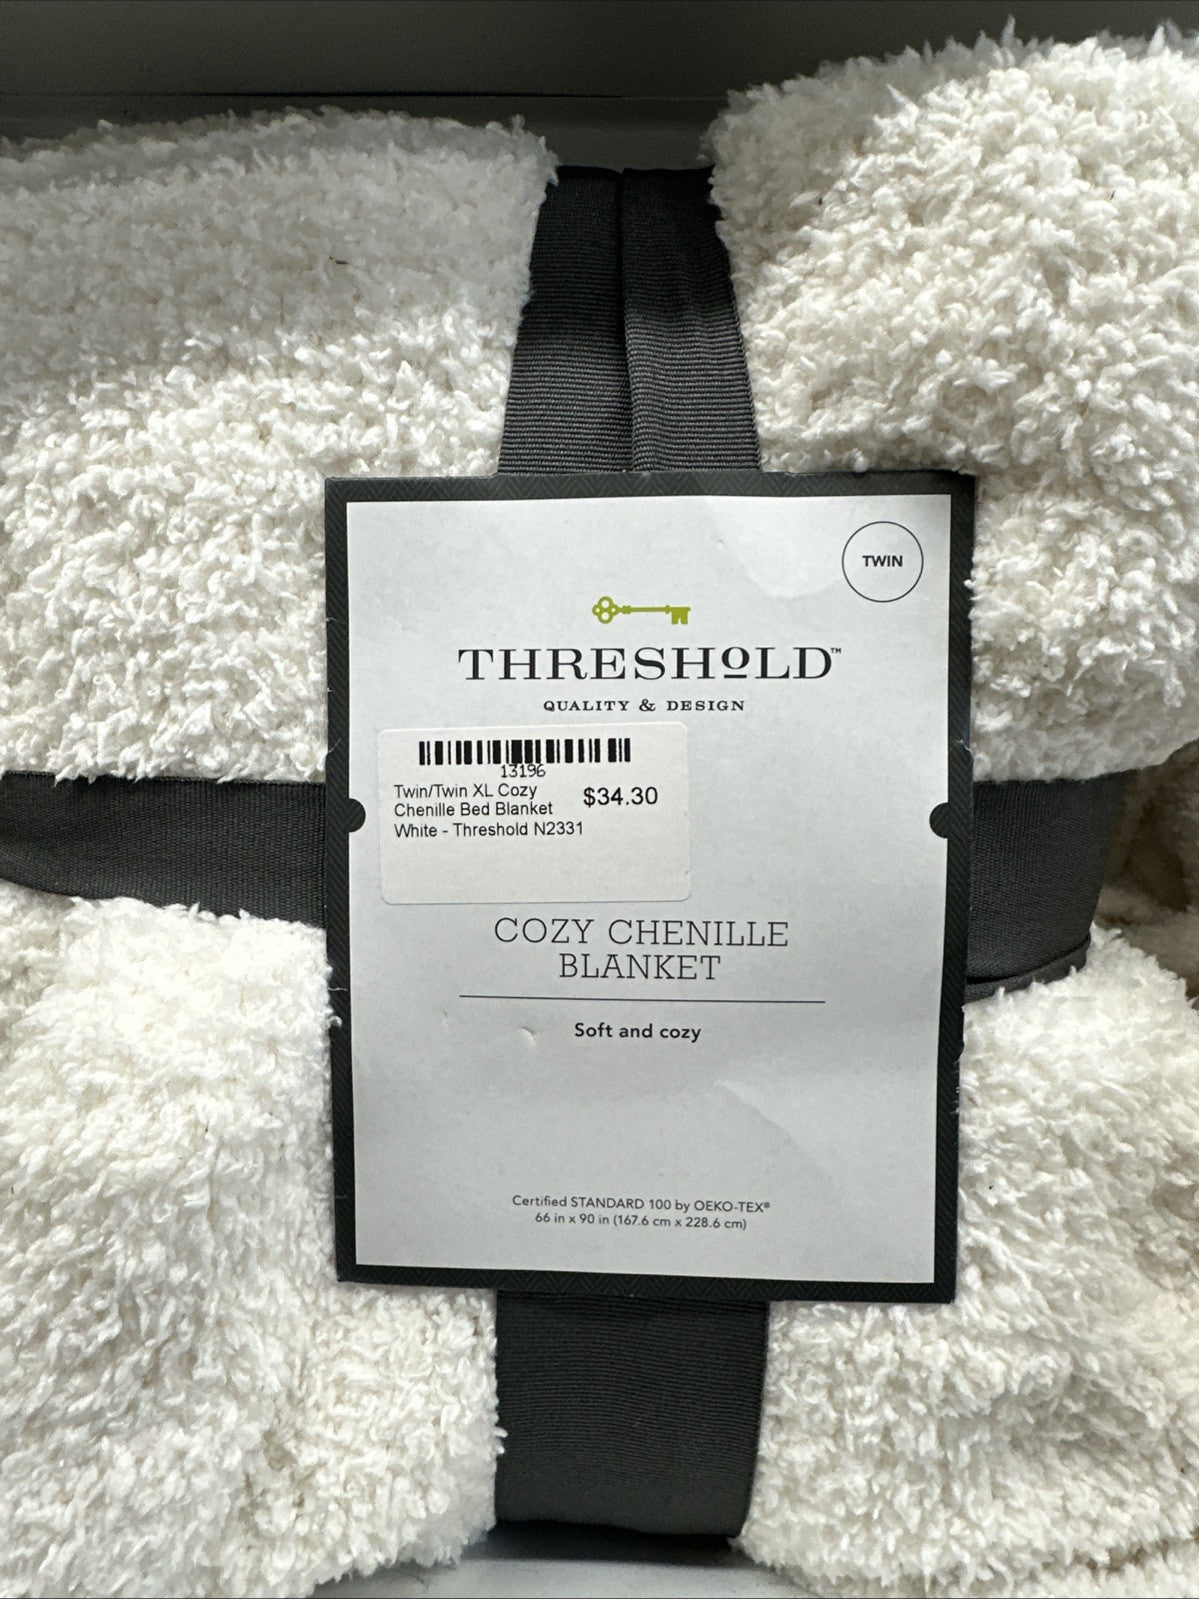 TWIN
THRESHOLD™
QUALITY & DESIGN
13196
Twin/Twin XL Cozy
Chenille Bed Blanket
White - Threshold N2331
$34.30
COZY CHENILLE
BLANKET
Soft and cozy
Certified STANDARD 100 by OEKO-TEX®
66 in x 90 in (167.6 cm x 228.6 cm)